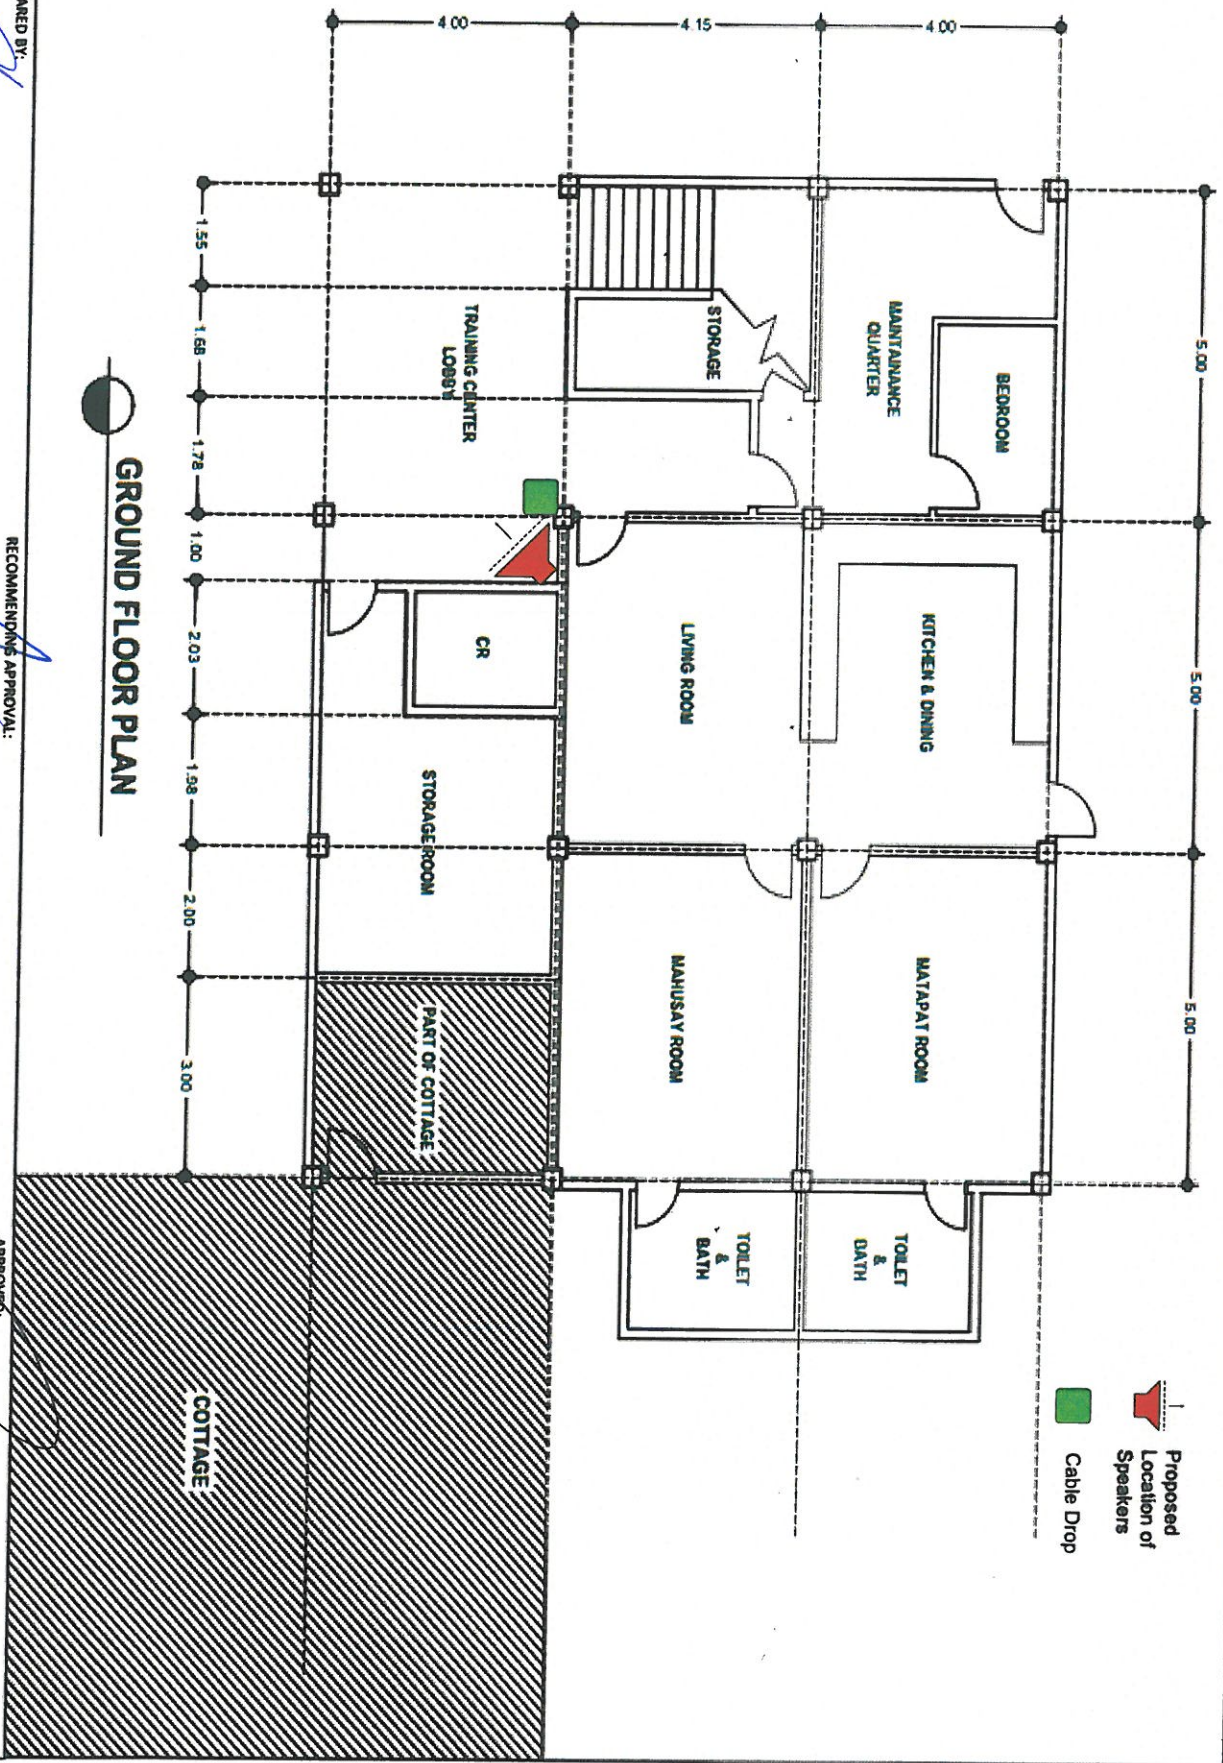 Proposed
Location of
Speakers
Cable Drop
5.00
5.00
5.00
4.00
4.15
4.00
BEDROOM
MAINTAINANCE
QUARTER
KITCHEN & DINING
MATAPAT ROOM
TOILET
&
BATH
STORAGE
LIVING ROOM
MAHUSAY ROOM
TOILET
&
BATH
TRAINING CENTER
LOBBY
CR
STORAGE ROOM
PART OF COTTAGE
COTTAGE
1.55
1.68
1.78
1.00
2.03
1.98
2.00
3.00
GROUND FLOOR PLAN
ARED BY:
RECOMMENDING APPROVAL: